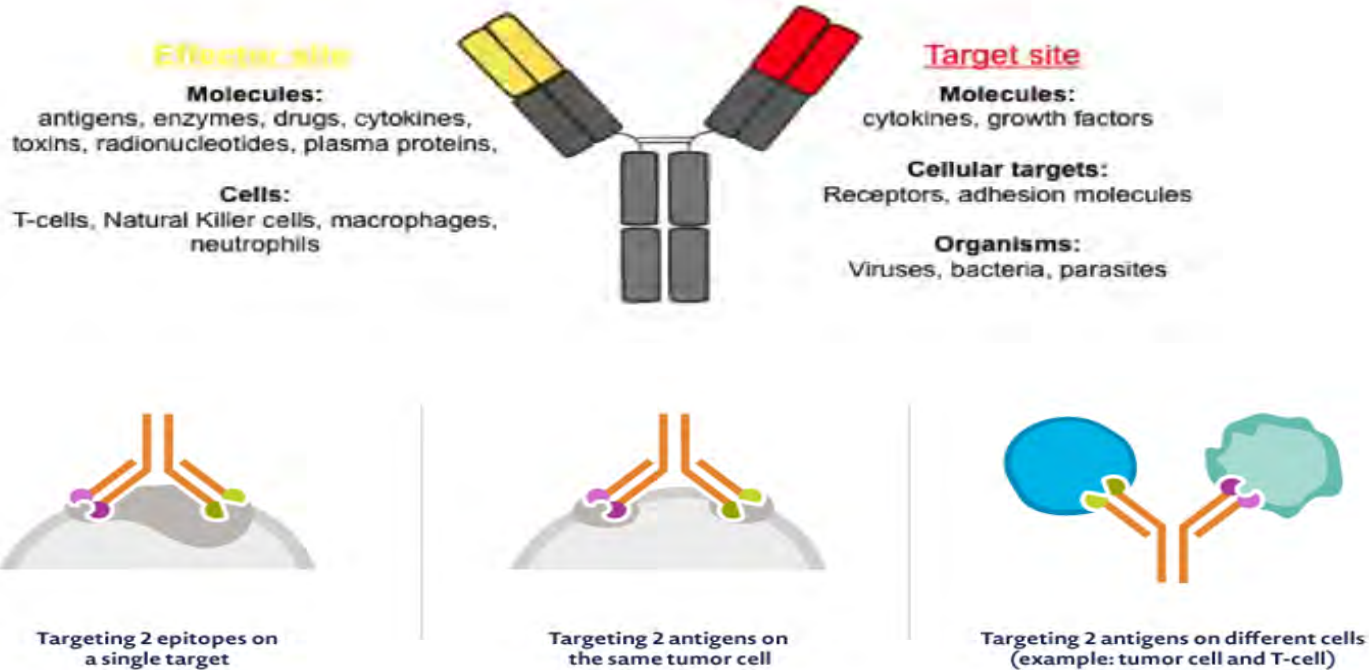 Effector site
Molecules:
antigens, enzymes, drugs, cytokines,
toxins, radionucleotides, plasma proteins,
Cells:
T-cells, Natural Killer cells, macrophages,
neutrophils
Target site
Molecules:
cytokines, growth factors
Cellular targets:
Receptors, adhesion molecules
Organisms:
Viruses, bacteria, parasites
Targeting 2 epitopes on
a single target
Targeting 2 antigens on
the same tumor cell
Targeting 2 antigens on different cells
(example: tumor cell and T-cell)